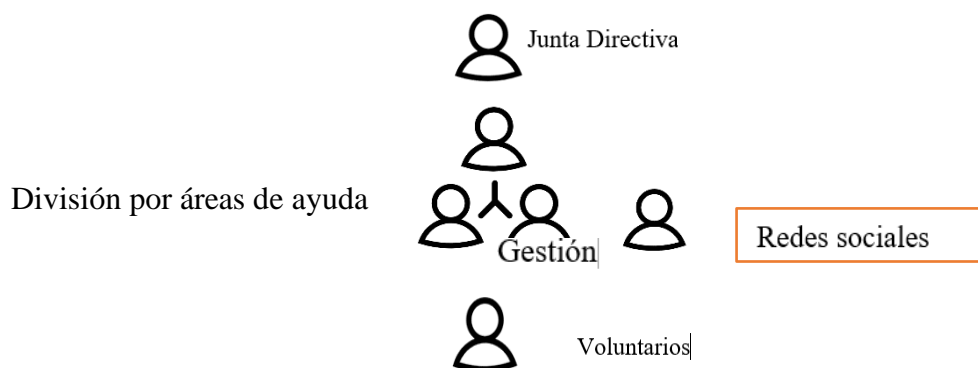 Junta Directiva
División por áreas de ayuda
Gestión
Redes sociales
Voluntarios